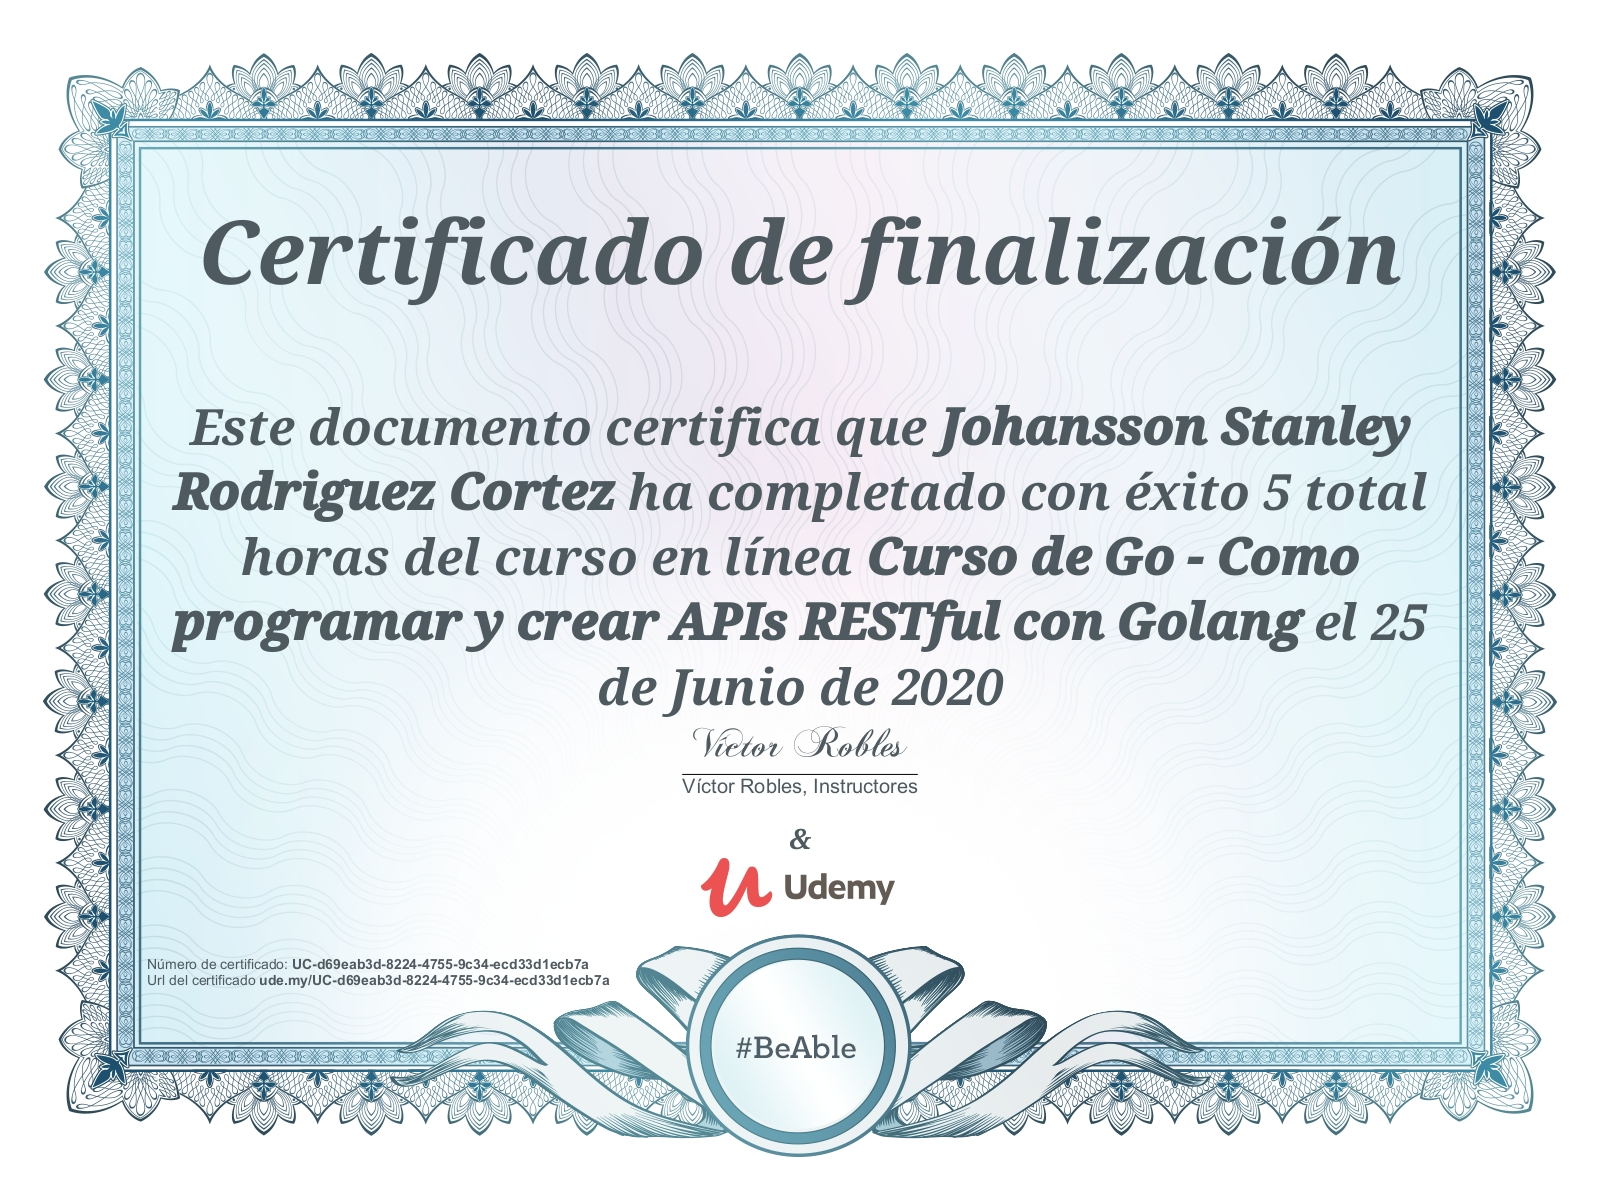 Certificado de finalización
Este documento certifica que Johansson Stanley
Rodriguez Cortez ha completado con éxito 5 total
horas del curso en línea Curso de Go - Como
programar y crear APIs RESTful con Golang el 25
de Junio de 2020
Víctor Robles
Víctor Robles, Instructores
&
Udemy
Número de certificado: UC-d69eab3d-8224-4755-9c34-ecd33d1ecb7a
Url del certificado ude.my/UC-d69eab3d-8224-4755-9c34-ecd33d1ecb7a
#BeAble